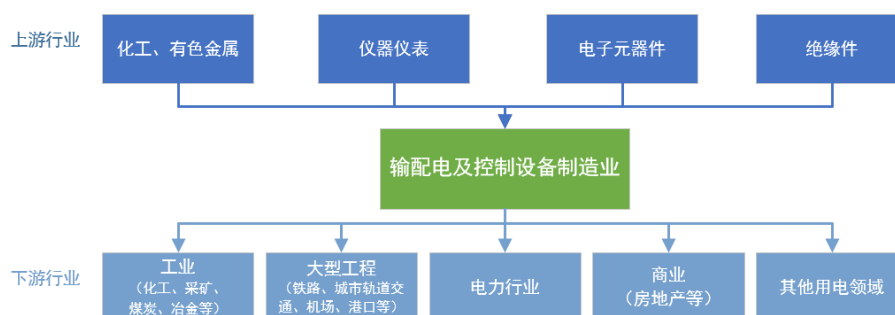 上游行业
化工、有色金属
仪器仪表
电子元器件
绝缘件
输配电及控制设备制造业
下游行业
工业
（化工、采矿、
煤炭、冶金等）
大型工程
（铁路、城市轨道交
通、机场、港口等）
电力行业
商业
（房地产等）
其他用电领域